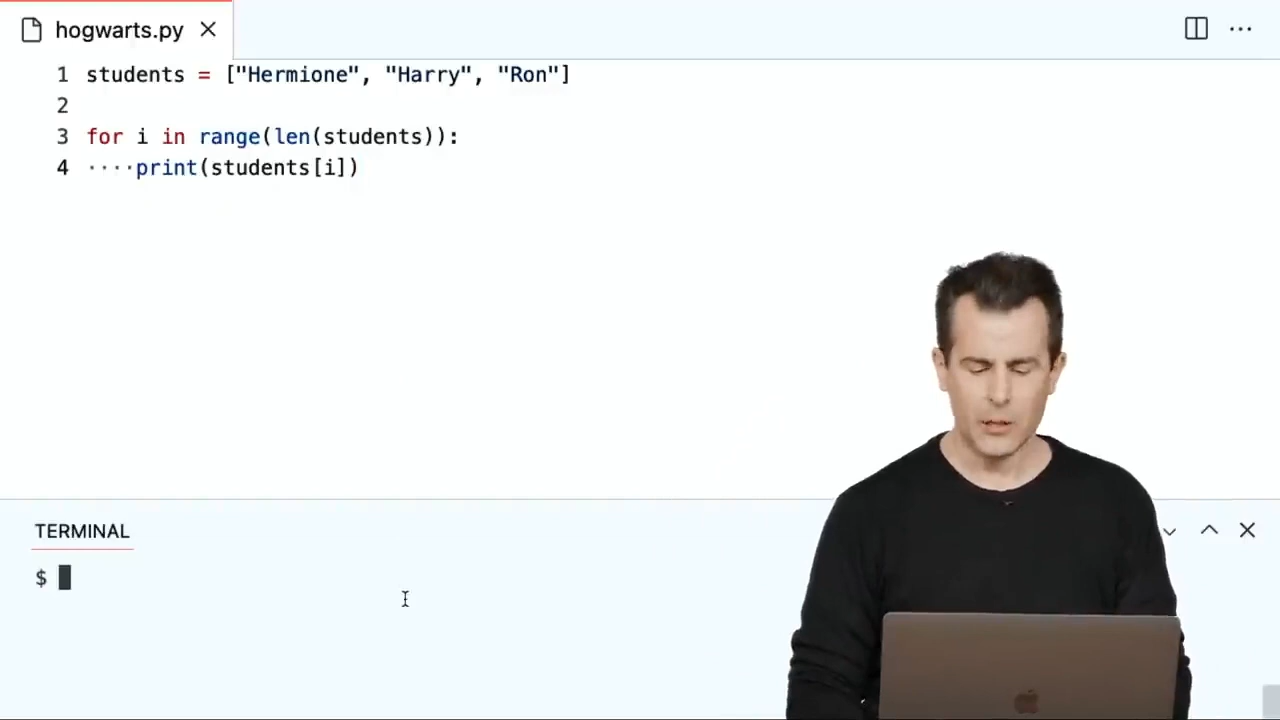 hogwarts.py
1 students = ["Hermione", "Harry", "Ron"]
2
3 for i in range(len(students)):
4 ····print(students[i])
TERMINAL
$